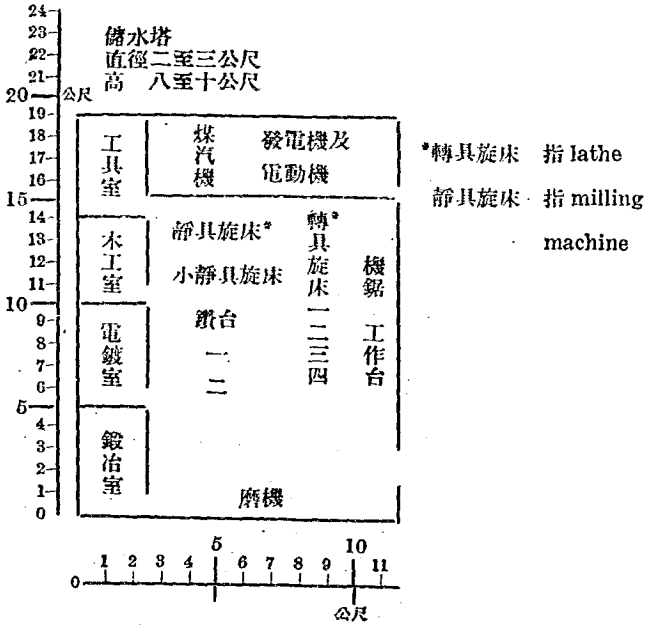 24
23
22
21
20 公尺
儲水塔
直徑二至三公尺
高 八至十公尺
19
18
17
16
15
14
13
12
11
10
9
8
7
6
5
4
3
2
1
0
工具室
煤汽機
發電機及
電動機
木工室
靜具旋床*
小靜具旋床
轉具旋床*一二三四
機鋸
工作台
電鍍室
鑽台
一
二
鍛冶室
磨機
*轉具旋床 指 lathe
靜具旋床 指 milling
machine
0 1 2 3 4 5 6 7 8 9 10 11
公尺